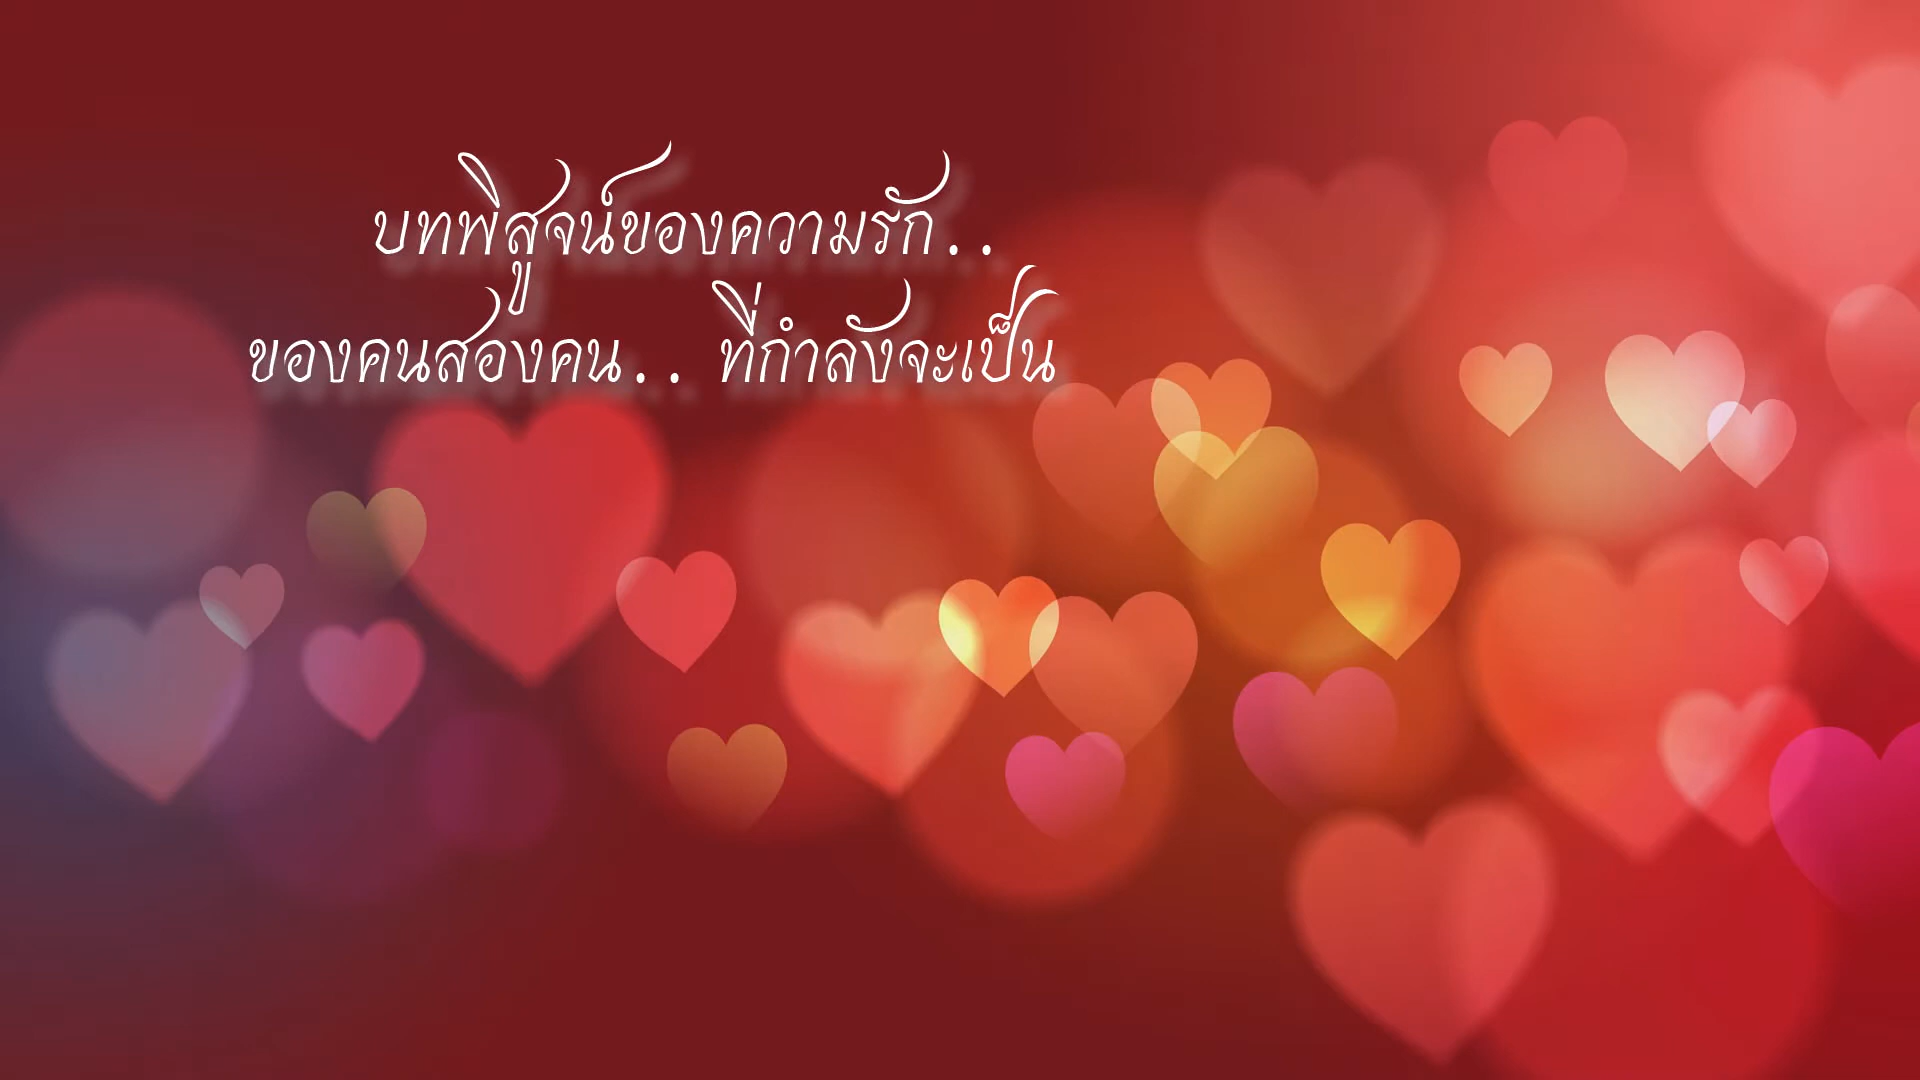 บทพิสูจน์ของความรัก..
ของคนสองคน.. ที่กำลังจะเป็น